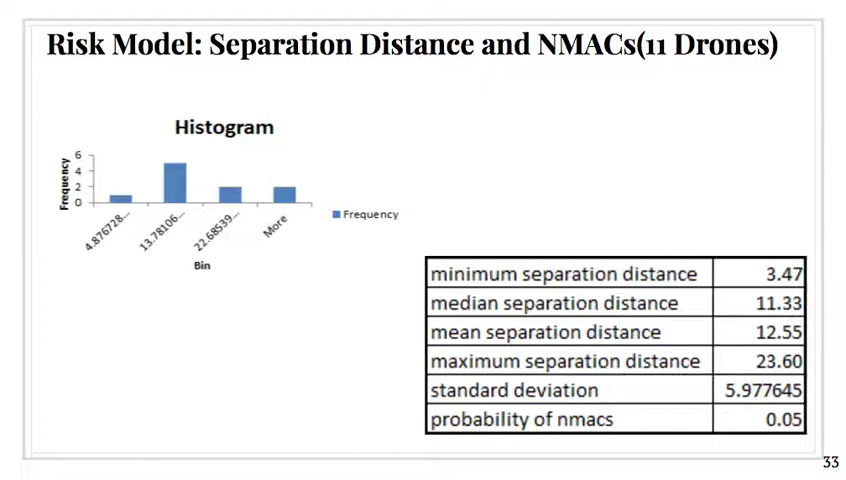 Risk Model: Separation Distance and NMACs(11 Drones)
Histogram
Frequency
6
4
2
0
4.876728...
13.78106...
22.68539...
More
Bin
Frequency
minimum separation distance 3.47
median separation distance 11.33
mean separation distance 12.55
maximum separation distance 23.60
standard deviation 5.977645
probability of nmacs 0.05
33